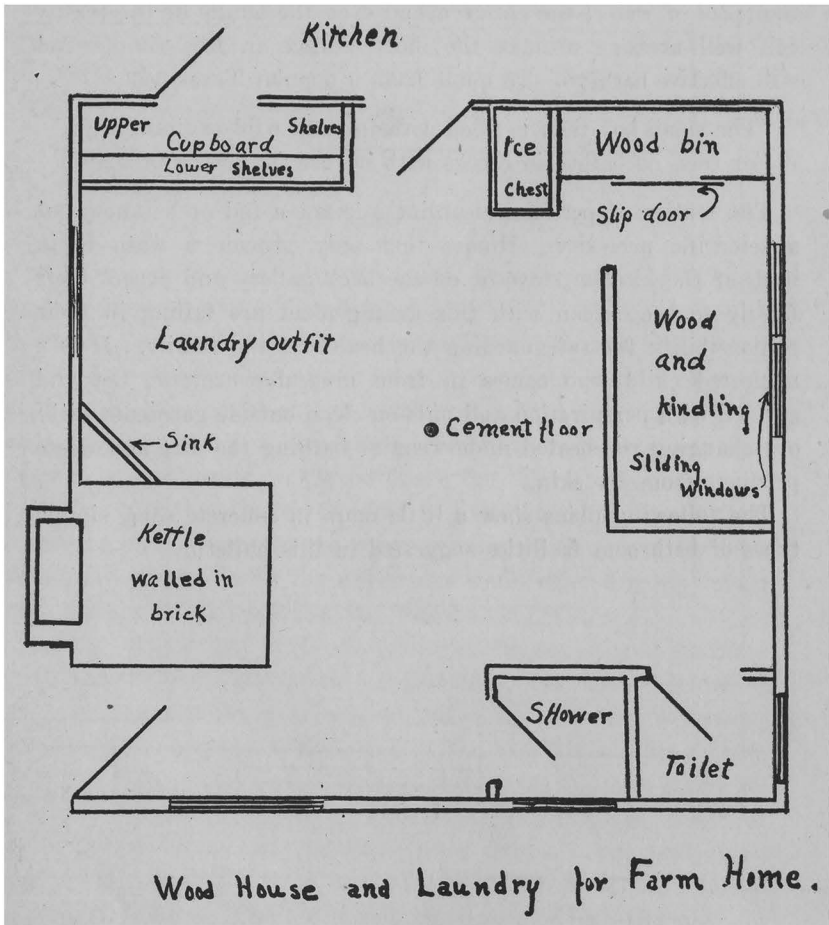 Kitchen
Upper
Shelves
Cupboard
Lower Shelves
Ice
Chest
Wood bin
Slip door
Laundry outfit
Wood
and
kindling
Cement floor
Sink
Sliding
Windows
Kettle
walled in
brick
Shower
Toilet
Wood House and Laundry for Farm Home.